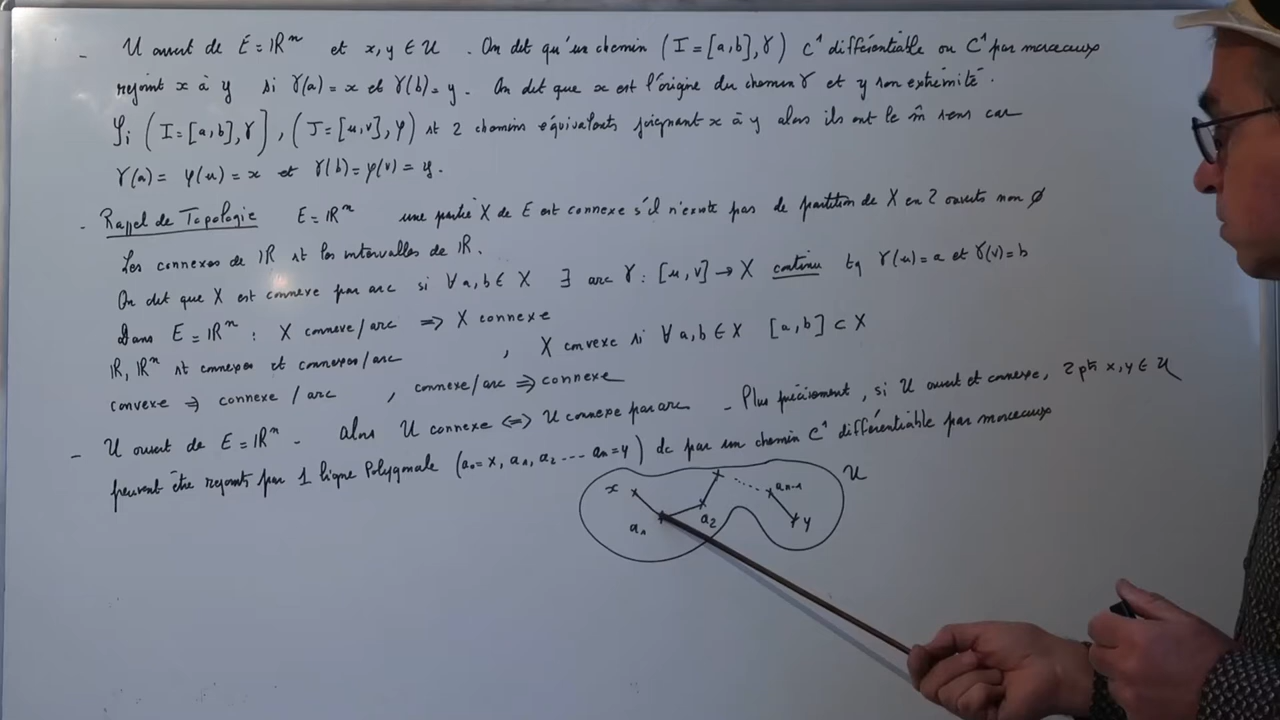 - U ouvert de E = ℝⁿ et x, y ∈ U . On dit qu'un chemin (I = [a,b], γ) C¹ différentiable ou C¹ par morceaux
rejoint x à y si γ(a) = x et γ(b) = y . On dit que x est l'origine du chemin γ et y son extrémité .
Si (I = [a,b], γ], (J = [u,v], φ) st 2 chemins équivalents joignant x à y alors ils ont le m̂ sens car
γ(a) = φ(u) = x et γ(b) = φ(v) = y.
- Rappel de Topologie E = ℝⁿ une partie X de E est connexe s'il n'existe pas de partition de X en 2 ouverts non ∅
Les connexes de ℝ st les intervalles de ℝ.
On dit que X est connexe par arc si ∀ a,b ∈ X ∃ arc γ : [u,v] → X continu tq γ(u) = a et γ(v) = b
Dans E = ℝⁿ : X connexe/arc ⇒ X connexe
ℝ, ℝⁿ st connexes et connexes/arc , X convexe si ∀ a,b ∈ X [a,b] ⊂ X
convexe ⇒ connexe / arc , connexe/arc ⇒ connexe
- U ouvert de E = ℝⁿ - alors U connexe ⇔ U connexe par arc - Plus précisement, si U ouvert et connexe, 2 pts x,y ∈ U
peuvent être rejoints par 1 ligne Polygonale (a₀ = x, a₁, a₂ ---- aₙ = y) dc par un chemin C¹ différentiable par morceaux
x a₁ a₂ aₙ₋₁ y U